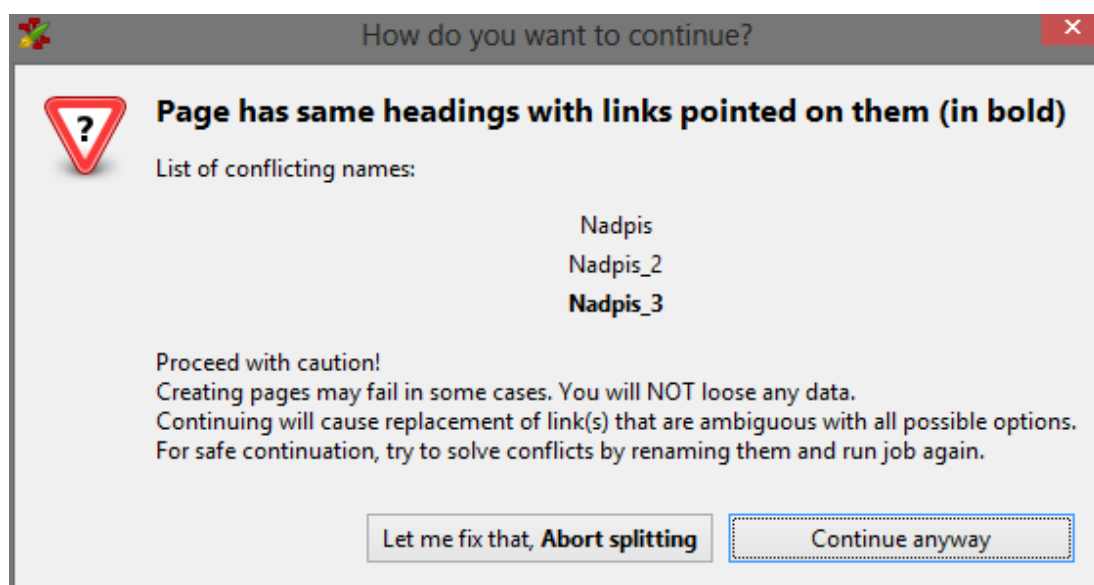 How do you want to continue?
Page has same headings with links pointed on them (in bold)
List of conflicting names:
Nadpis
Nadpis_2
Nadpis_3
Proceed with caution!
Creating pages may fail in some cases. You will NOT loose any data.
Continuing will cause replacement of link(s) that are ambiguous with all possible options.
For safe continuation, try to solve conflicts by renaming them and run job again.
Let me fix that, Abort splitting
Continue anyway